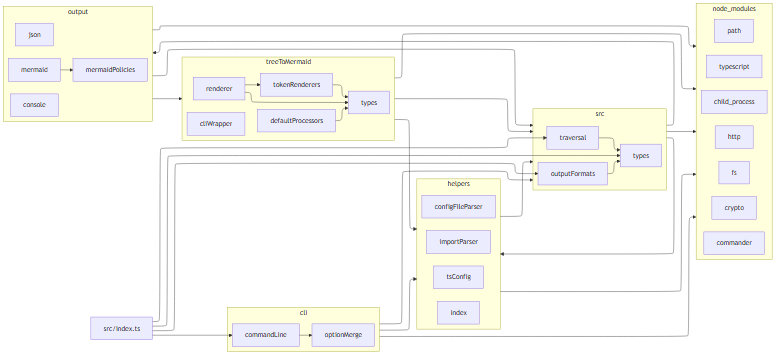 output
json
mermaid
mermaidPolicies
console
treeToMermaid
renderer
tokenRenderers
types
defaultProcessors
cliWrapper
src
traversal
types
outputFormats
helpers
configFileParser
importParser
tsConfig
index
cli
commandLine
optionMerge
src/index.ts
node_modules
path
typescript
child_process
http
fs
crypto
commander